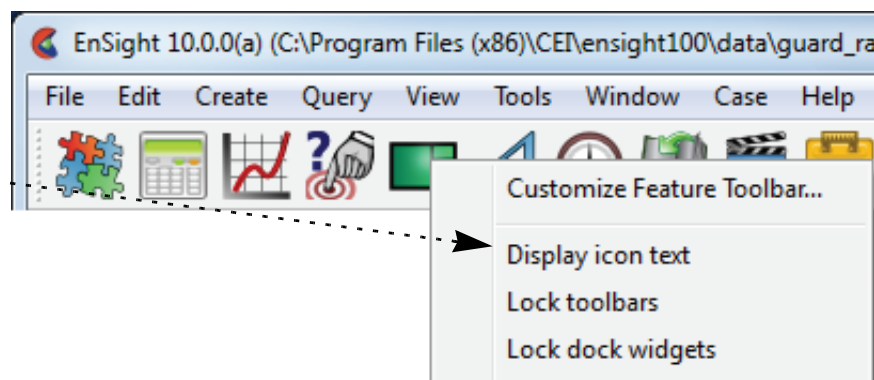 EnSight 10.0.0(a) (C:\Program Files (x86)\CEI\ensight100\data\guard_ra
File Edit Create Query View Tools Window Case Help
Customize Feature Toolbar...
Display icon text
Lock toolbars
Lock dock widgets